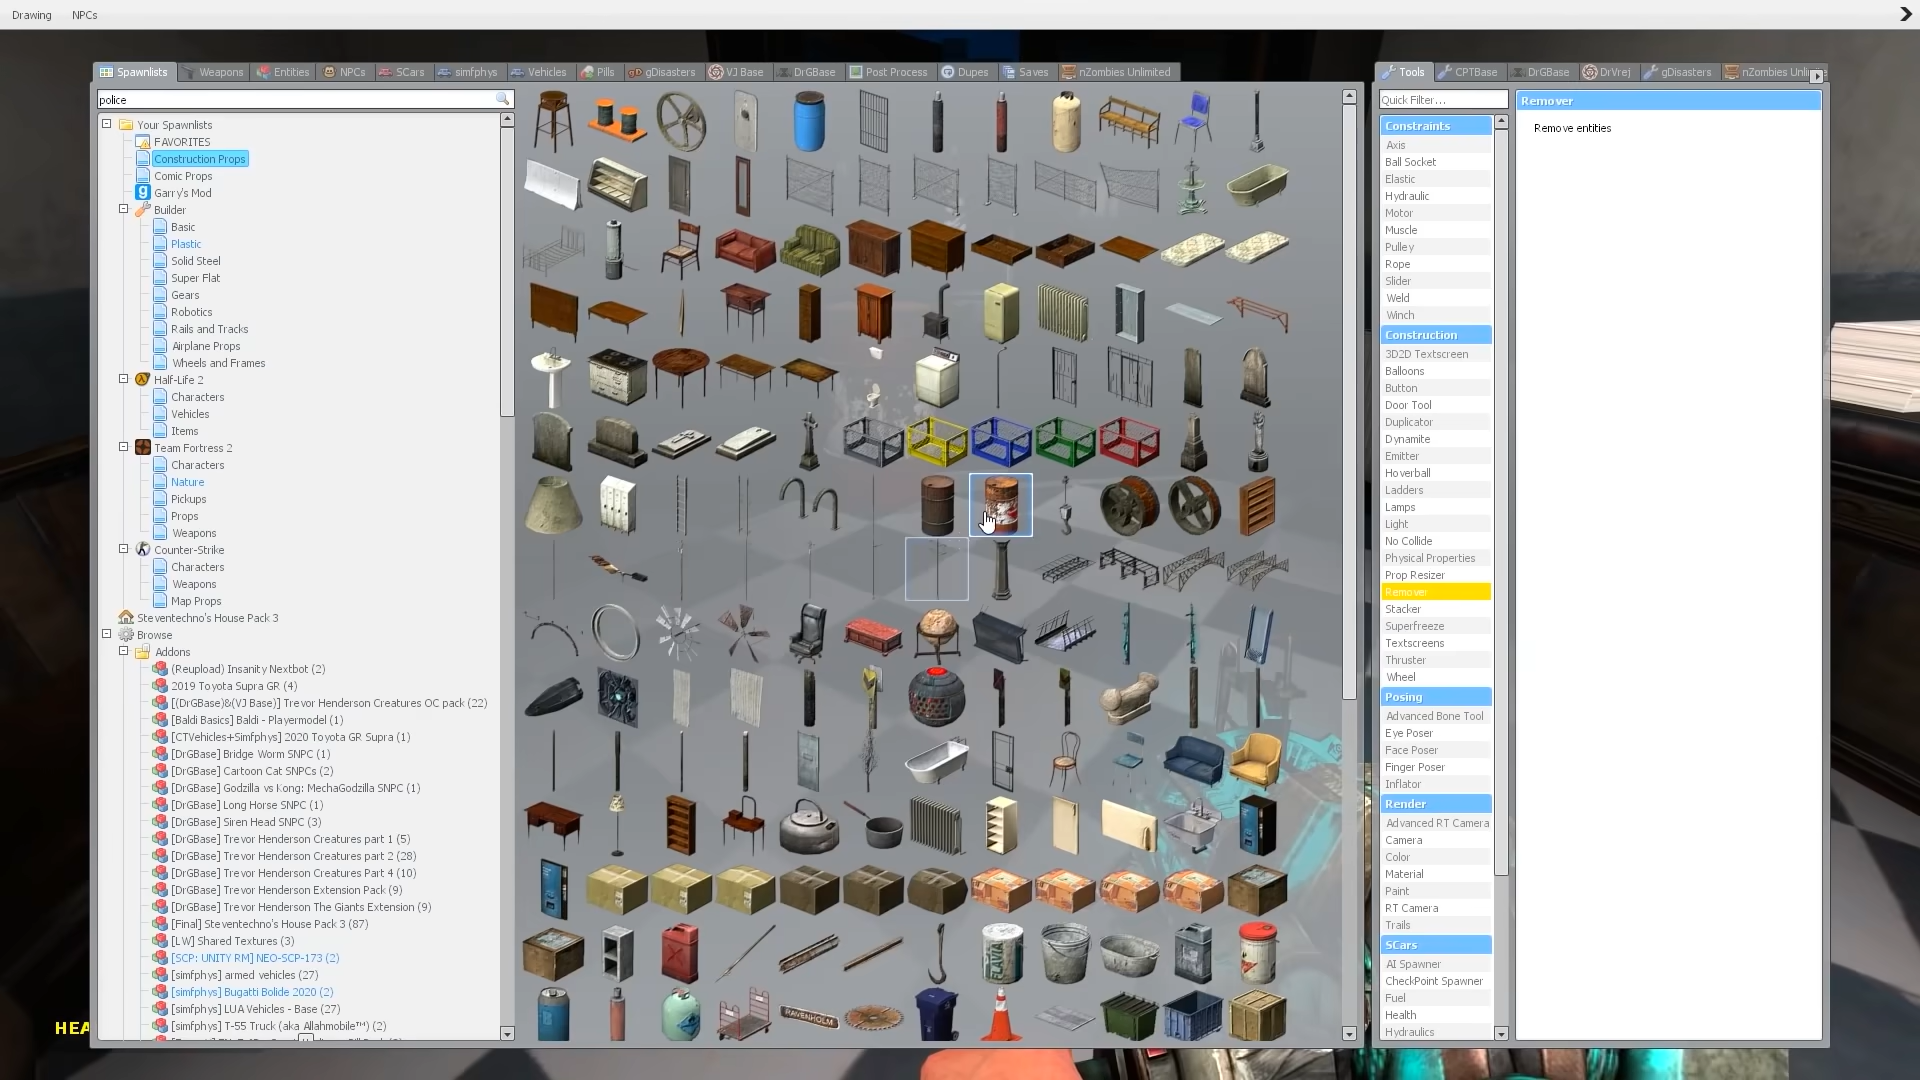 Drawing NPCs
Spawnlists Weapons Entities NPCs SCars simfphys Vehicles Pills gDisasters VJ Base DrGBase Post Process Dupes Saves nZombies Unlimited
police
Your Spawnlists
FAVORITES
Construction Props
Comic Props
Garry's Mod
Builder
Basic
Plastic
Solid Steel
Super Flat
Gears
Robotics
Rails and Tracks
Airplane Props
Wheels and Frames
Half-Life 2
Characters
Vehicles
Items
Team Fortress 2
Characters
Nature
Pickups
Props
Weapons
Counter-Strike
Characters
Weapons
Map Props
Steventechno's House Pack 3
Browse
Addons
(Reupload) Insanity Nextbot (2)
2019 Toyota Supra GR (4)
[(DrGBase)&(VJ Base)] Trevor Henderson Creatures OC pack (22)
[Baldi Basics] Baldi - Playermodel (1)
[CTVehicles+Simfphys] 2020 Toyota GR Supra (1)
[DrGBase] Bridge Worm SNPC (1)
[DrGBase] Cartoon Cat SNPCs (2)
[DrGBase] Godzilla vs Kong: MechaGodzilla SNPC (1)
[DrGBase] Long Horse SNPC (1)
[DrGBase] Siren Head SNPC (3)
[DrGBase] Trevor Henderson Creatures part 1 (5)
[DrGBase] Trevor Henderson Creatures part 2 (28)
[DrGBase] Trevor Henderson Creatures Part 4 (10)
[DrGBase] Trevor Henderson Extension Pack (9)
[DrGBase] Trevor Henderson The Giants Extension (9)
[Final] Steventechno's House Pack 3 (87)
[LW] Shared Textures (3)
[SCP: UNITY RM] NEO-SCP-173 (2)
[simfphys] armed vehicles (27)
[simfphys] Bugatti Bolide 2020 (2)
[simfphys] LUA Vehicles - Base (27)
[simfphys] T-55 Truck (aka Allahmobile™) (2)
HEA
FLAVIA
RAVENHOLM
Tools CPTBase DrGBase DrVrej gDisasters nZombies
Quick Filter...
Constraints
Axis
Ball Socket
Elastic
Hydraulic
Motor
Muscle
Pulley
Rope
Slider
Weld
Winch
Construction
3D2D Textscreen
Balloons
Button
Door Tool
Duplicator
Dynamite
Emitter
Hoverball
Ladders
Lamps
Light
No Collide
Physical Properties
Prop Resizer
Remover
Stacker
Superfreeze
Textscreens
Thruster
Wheel
Posing
Advanced Bone Tool
Eye Poser
Face Poser
Finger Poser
Inflator
Render
Advanced RT Camera
Camera
Color
Material
Paint
RT Camera
Trails
SCars
AI Spawner
CheckPoint Spawner
Fuel
Health
Hydraulics
Remover
Remove entities